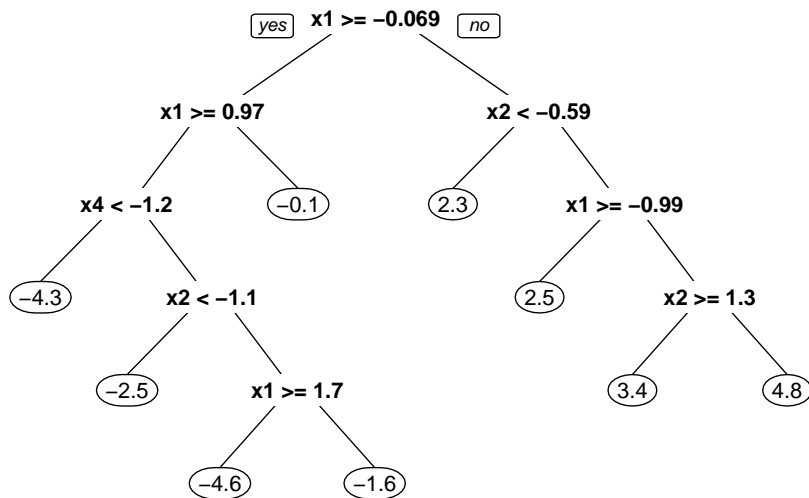 yes x1 >= −0.069 no
x1 >= 0.97 x2 < −0.59
x4 < −1.2 −0.1 2.3 x1 >= −0.99
−4.3 x2 < −1.1 2.5 x2 >= 1.3
−2.5 x1 >= 1.7 3.4 4.8
−4.6 −1.6